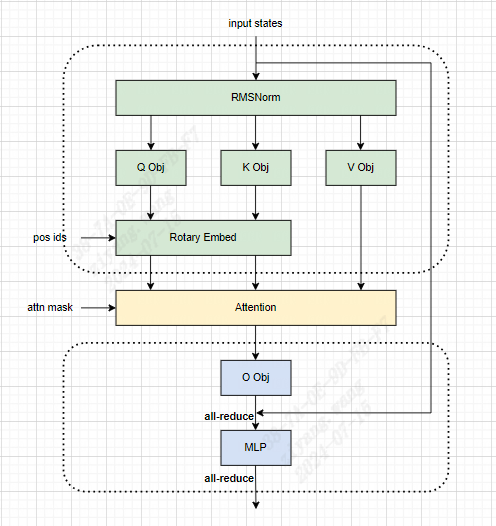 input states
RMSNorm
Q Obj
K Obj
V Obj
pos ids
Rotary Embed
attn mask
Attention
O Obj
all-reduce
MLP
all-reduce